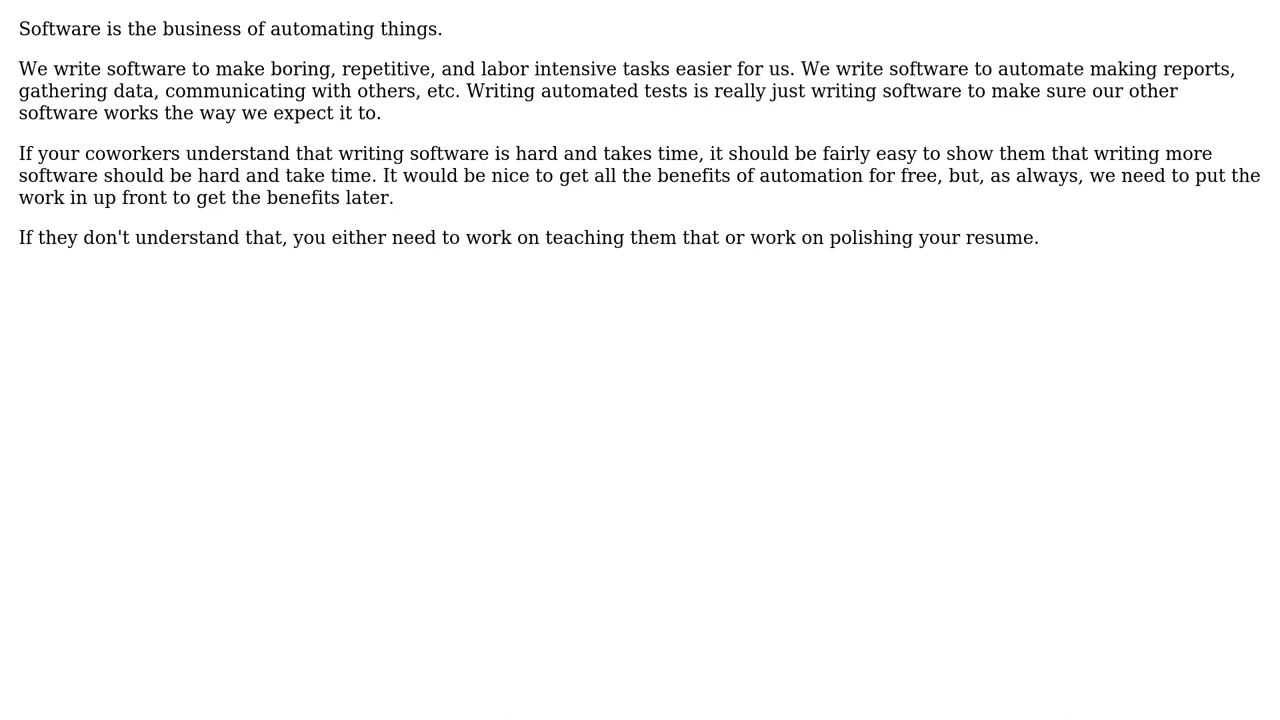 Software is the business of automating things.
We write software to make boring, repetitive, and labor intensive tasks easier for us. We write software to automate making reports,
gathering data, communicating with others, etc. Writing automated tests is really just writing software to make sure our other
software works the way we expect it to.
If your coworkers understand that writing software is hard and takes time, it should be fairly easy to show them that writing more
software should be hard and take time. It would be nice to get all the benefits of automation for free, but, as always, we need to put the
work in up front to get the benefits later.
If they don't understand that, you either need to work on teaching them that or work on polishing your resume.